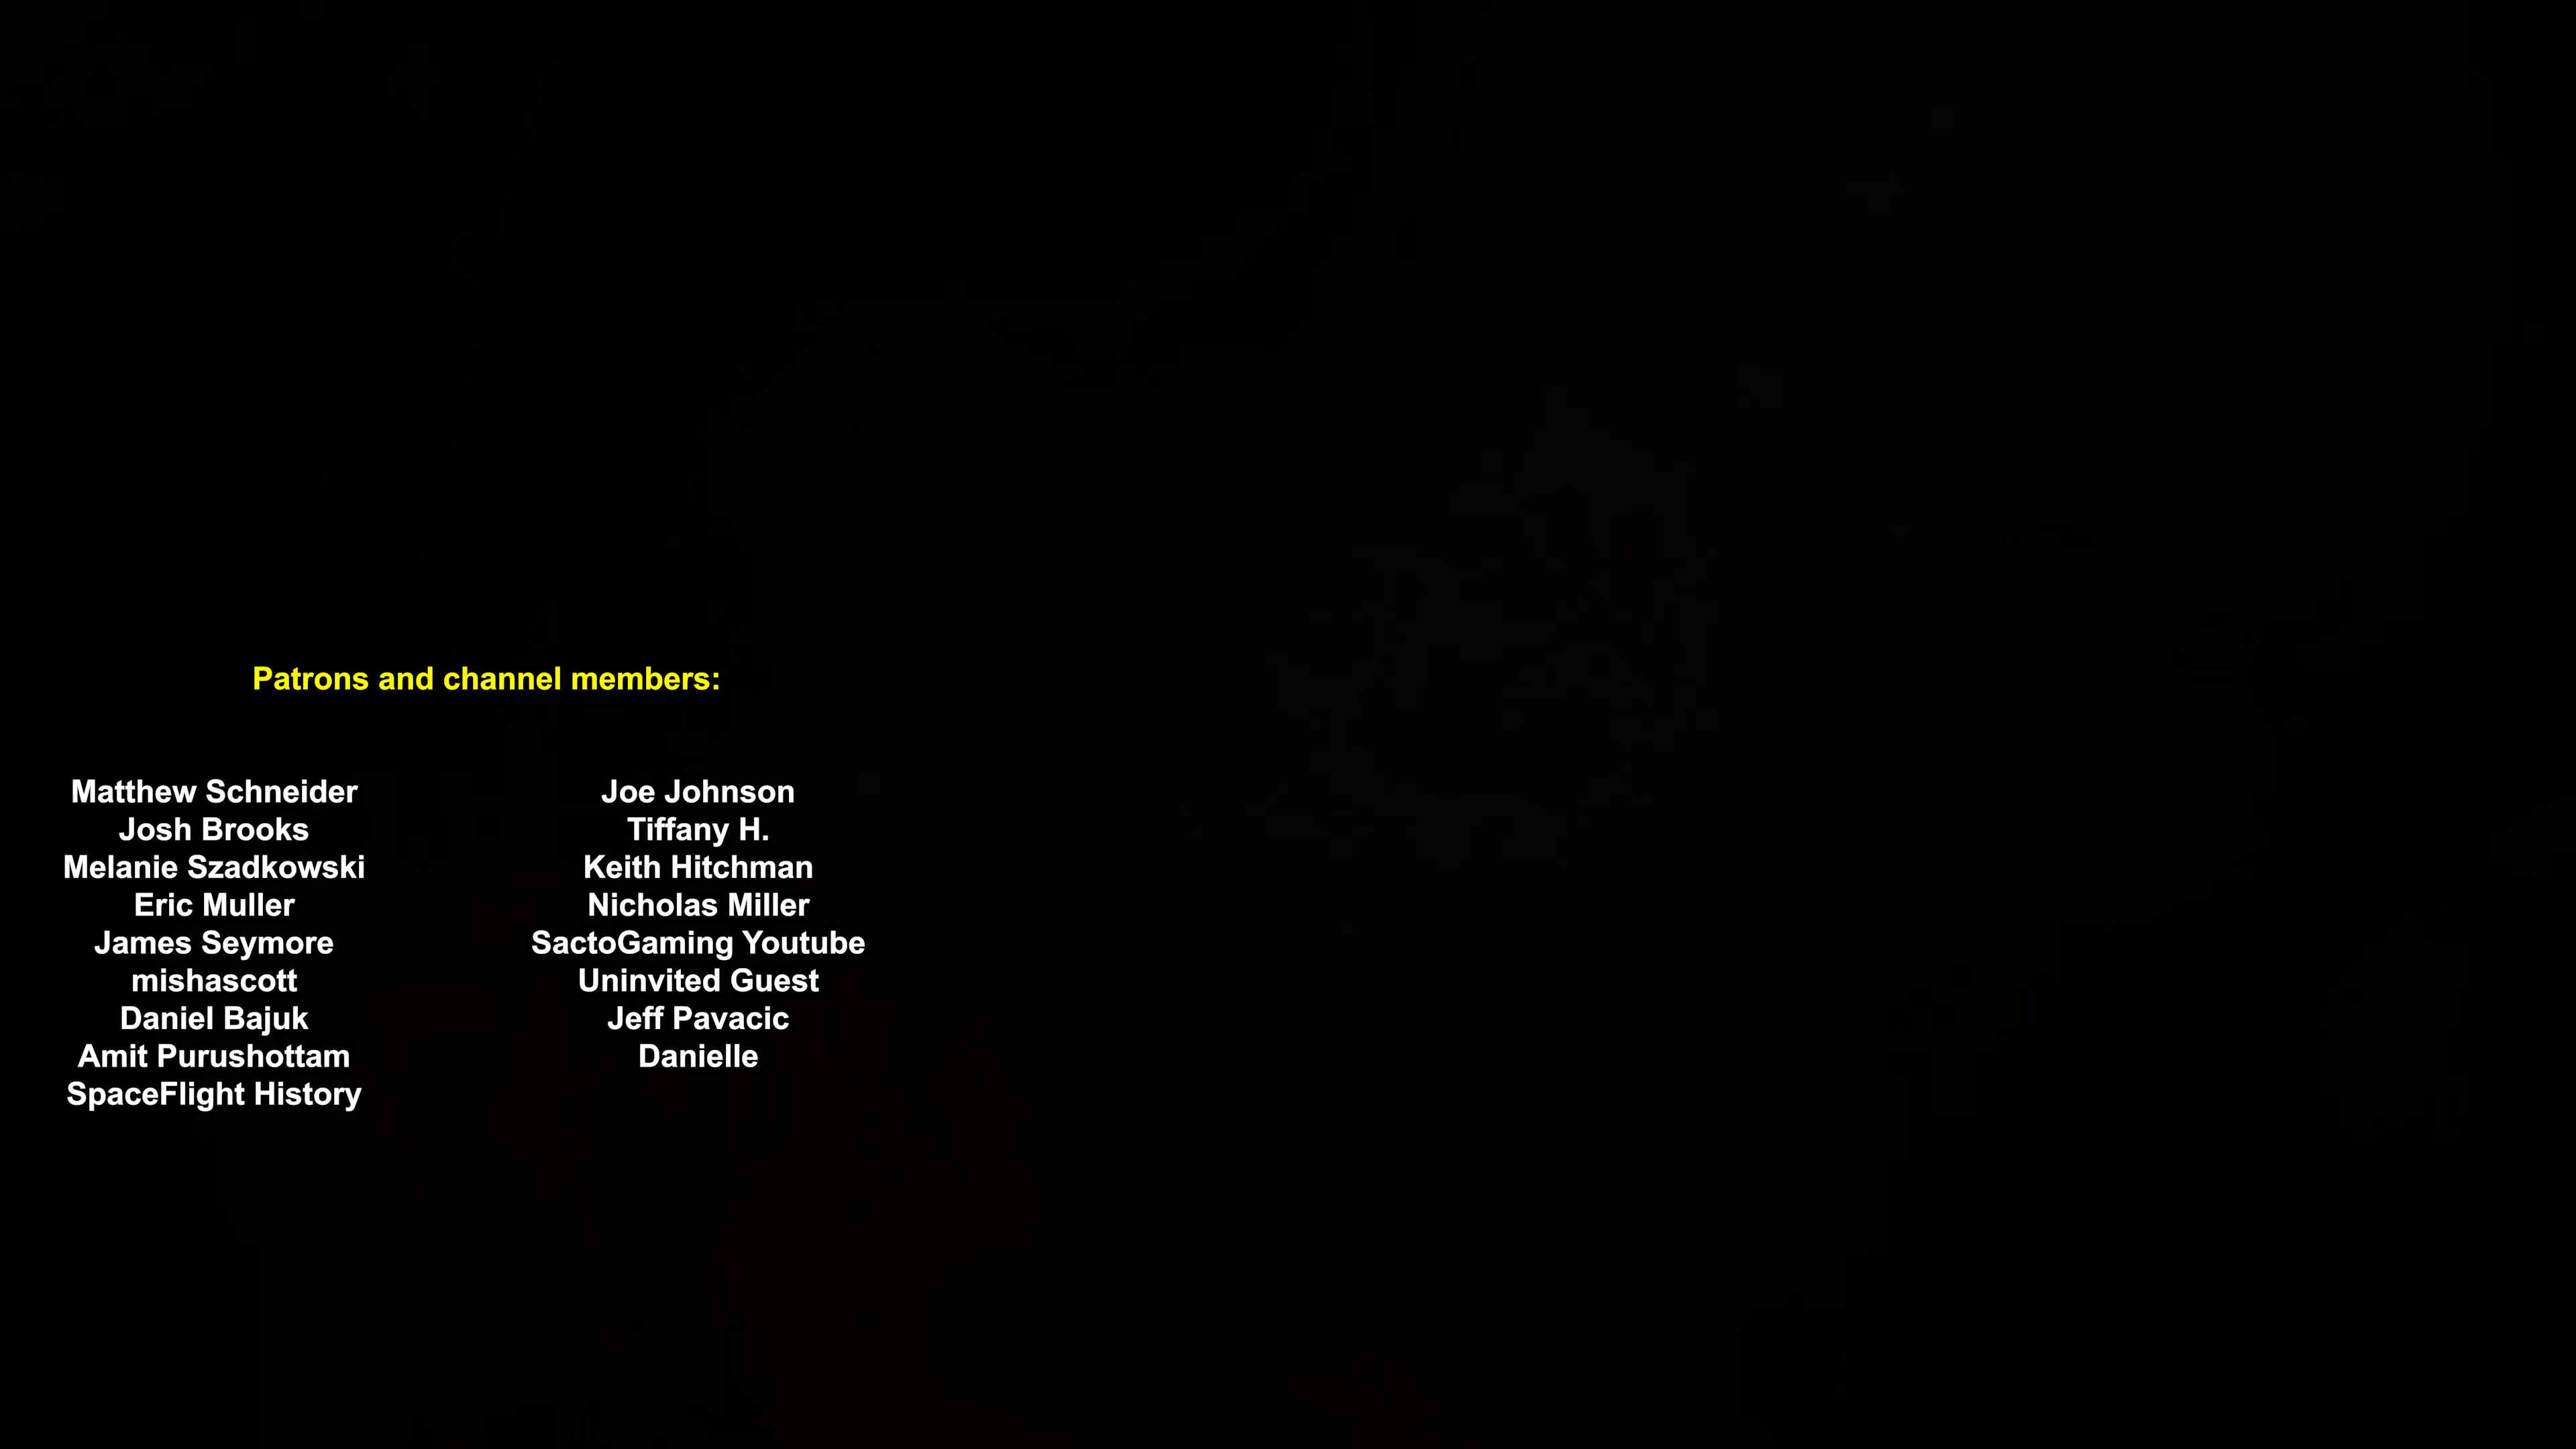 Patrons and channel members:
Matthew Schneider
Josh Brooks
Melanie Szadkowski
Eric Muller
James Seymore
mishascott
Daniel Bajuk
Amit Purushottam
SpaceFlight History
Joe Johnson
Tiffany H.
Keith Hitchman
Nicholas Miller
SactoGaming Youtube
Uninvited Guest
Jeff Pavacic
Danielle